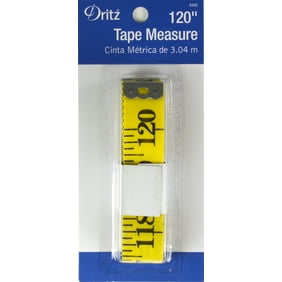 Dritz
120"
Tape Measure
Cinta Métrica de 3.04 m
120
118